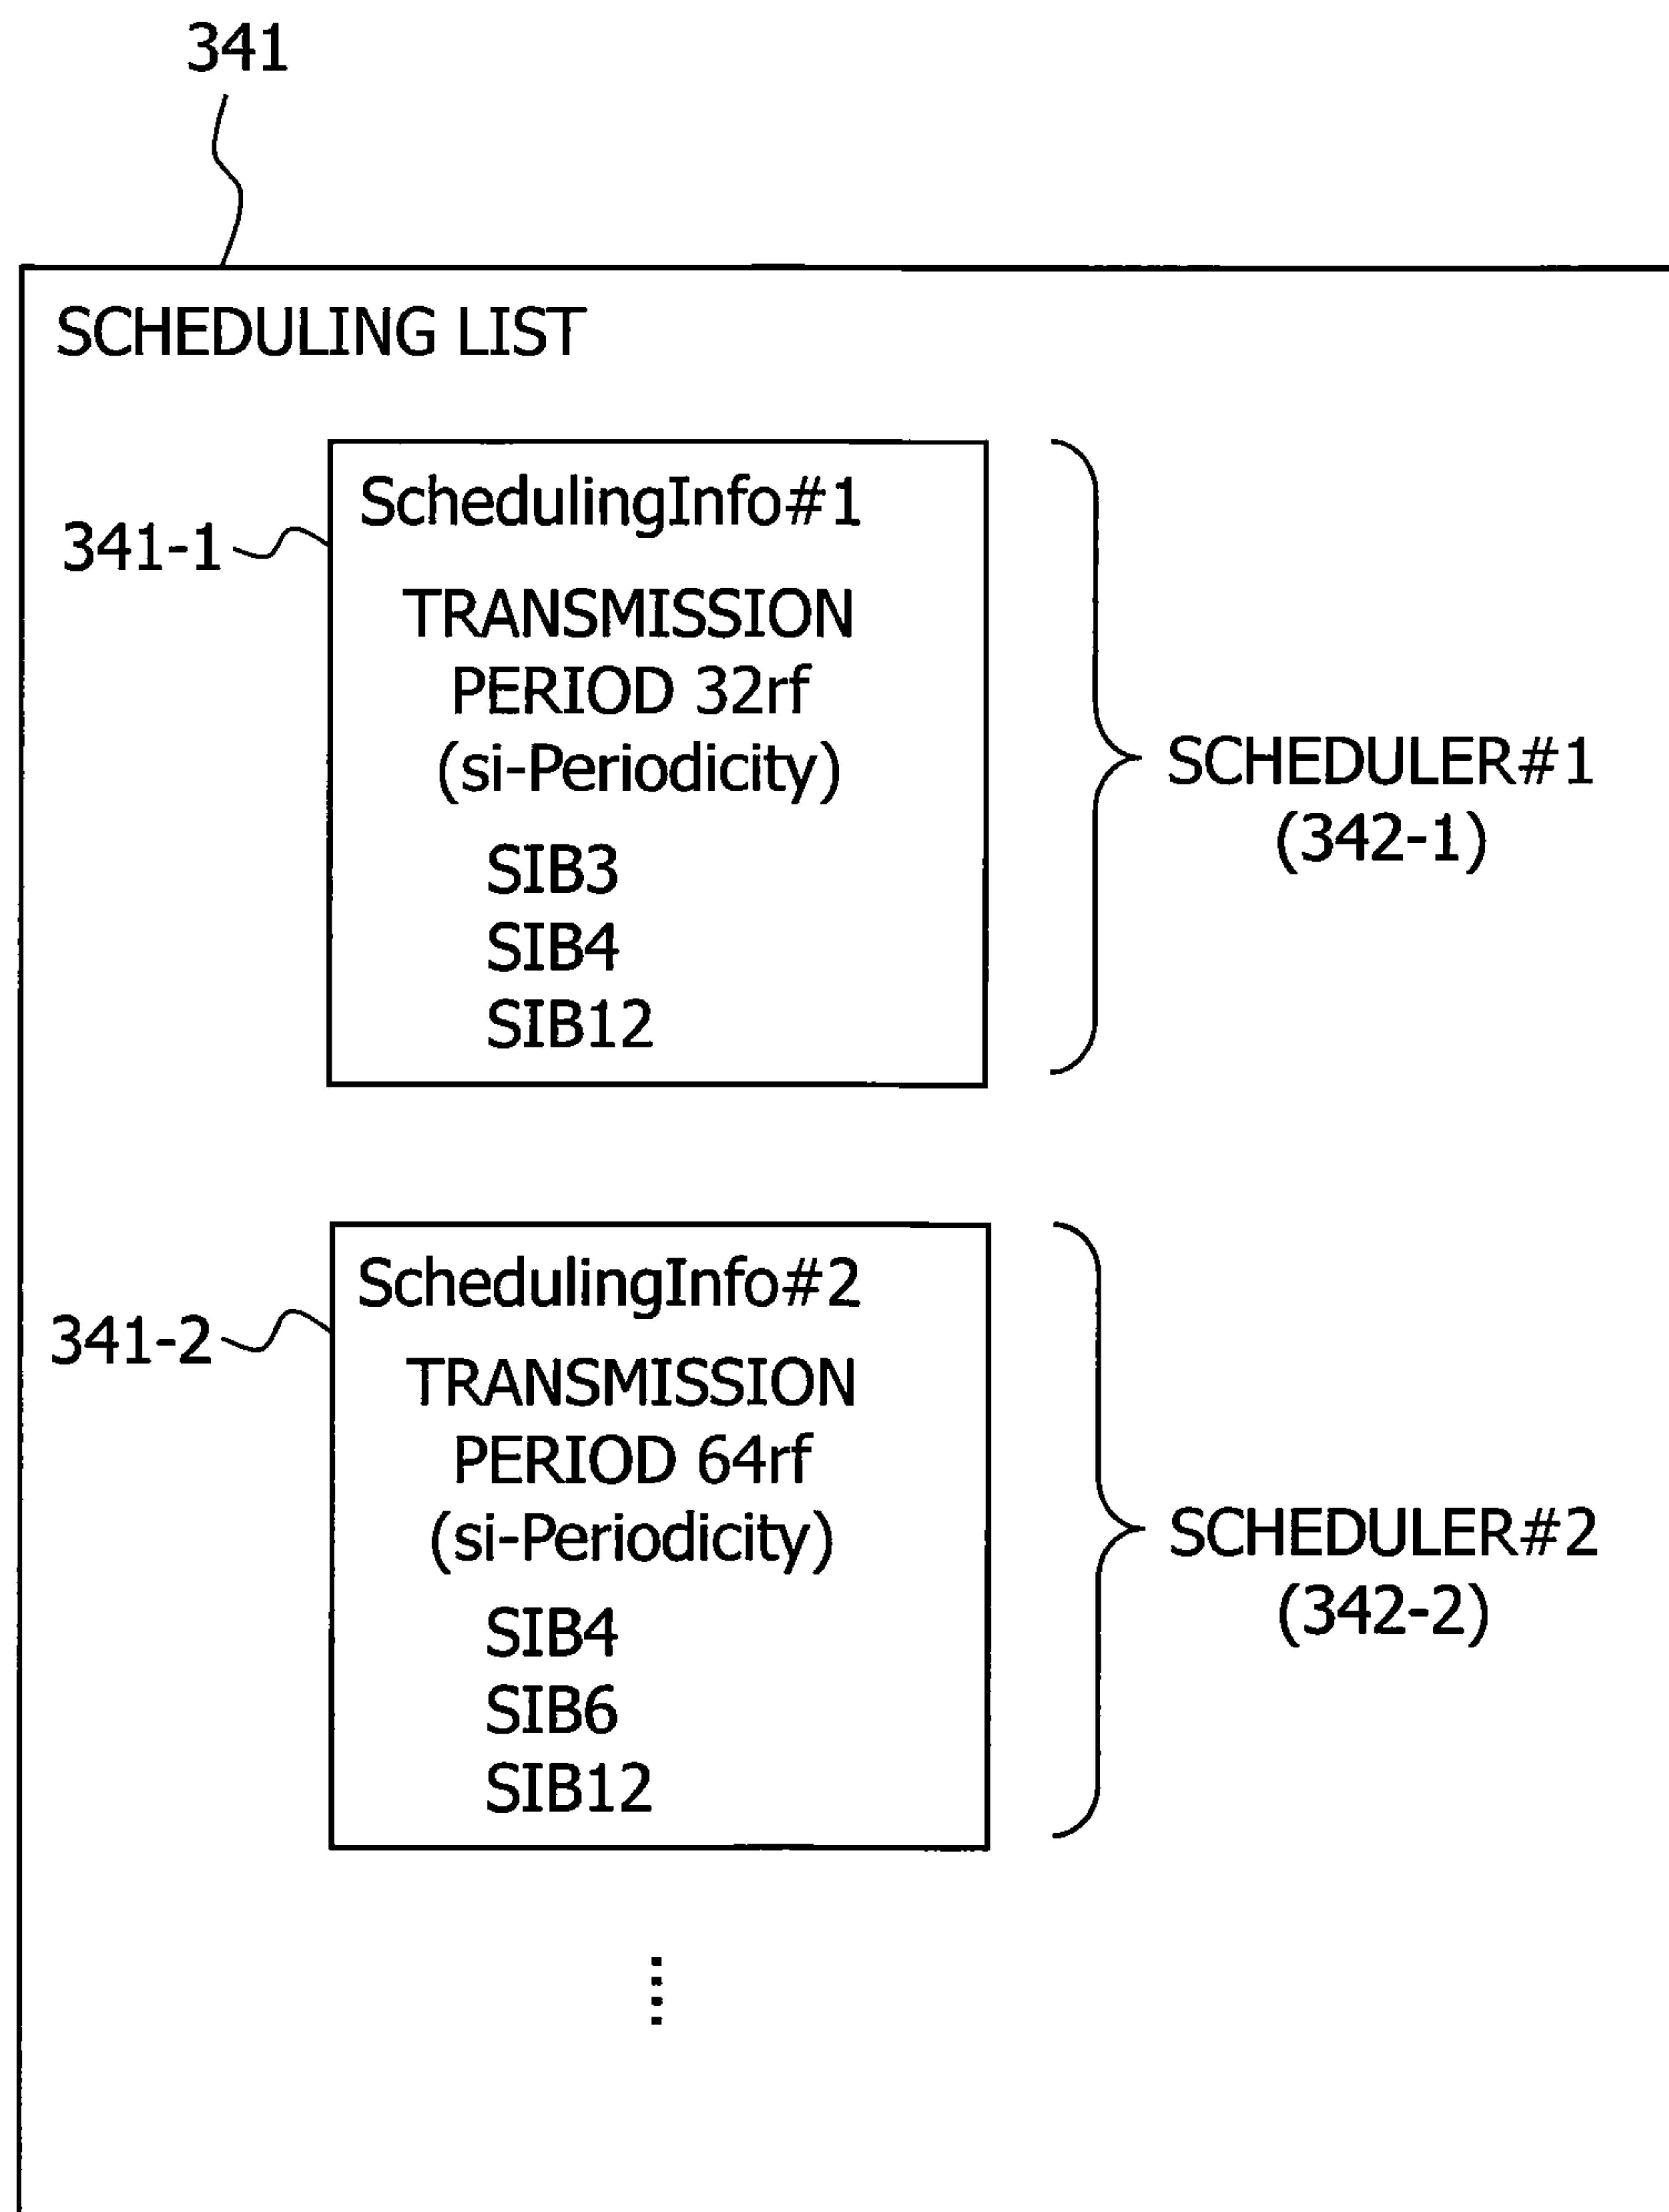 341
SCHEDULING LIST
341-1
SchedulingInfo#1
TRANSMISSION
PERIOD 32rf
(si-Periodicity)
SIB3
SIB4
SIB12
SCHEDULER#1
(342-1)
341-2
SchedulingInfo#2
TRANSMISSION
PERIOD 64rf
(si-Periodicity)
SIB4
SIB6
SIB12
SCHEDULER#2
(342-2)